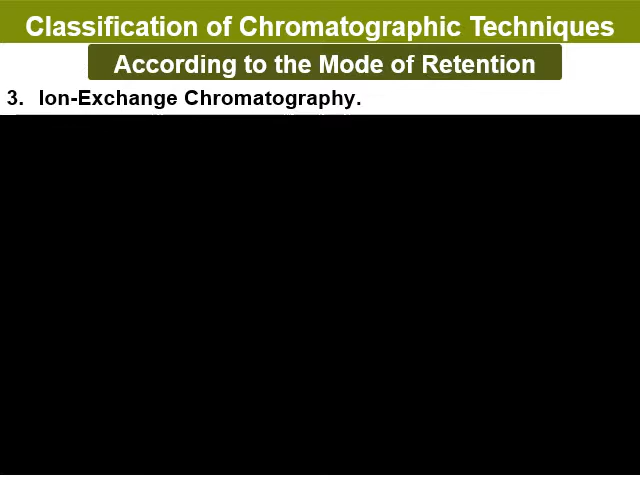 Classification of Chromatographic Techniques
According to the Mode of Retention
3. Ion-Exchange Chromatography.